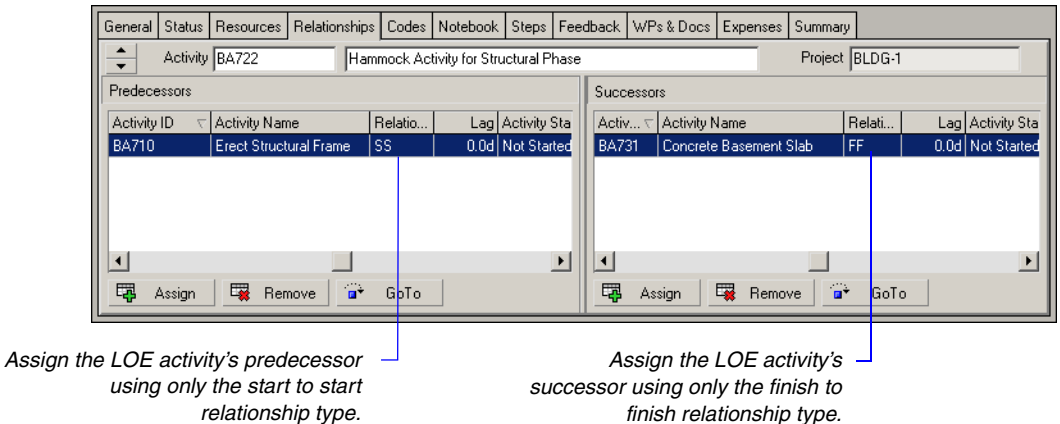 General Status Resources Relationships Codes Notebook Steps Feedback WPs & Docs Expenses Summary
Activity BA722 Hammock Activity for Structural Phase Project BLDG-1
Predecessors Successors
Activity ID Activity Name Relatio... Lag Activity Sta Activ... Activity Name Relati... Lag Activity Sta
BA710 Erect Structural Frame SS 0.0d Not Started BA731 Concrete Basement Slab FF 0.0d Not Started
Assign Remove GoTo Assign Remove GoTo
Assign the LOE activity’s predecessor
using only the start to start
relationship type.
Assign the LOE activity’s
successor using only the finish to
finish relationship type.